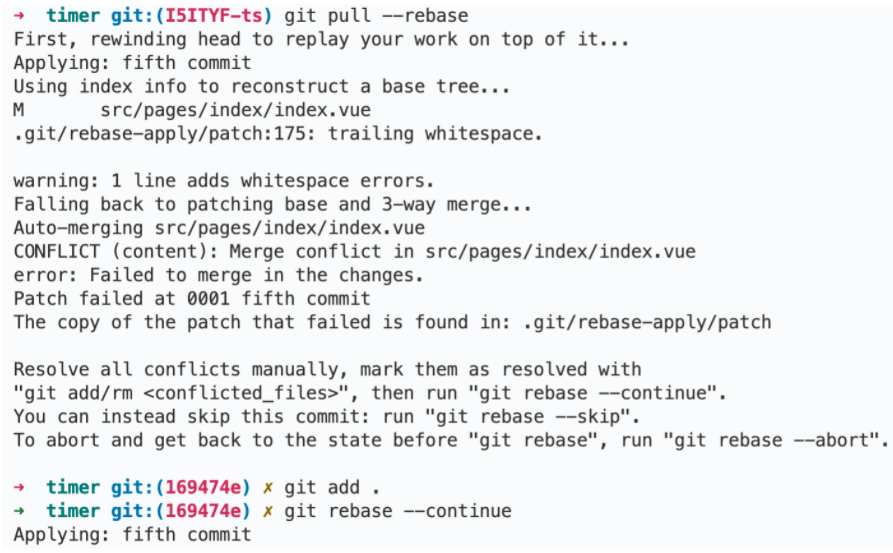 → timer git:(I5ITYF-ts) git pull --rebase
First, rewinding head to replay your work on top of it...
Applying: fifth commit
Using index info to reconstruct a base tree...
M       src/pages/index/index.vue
.git/rebase-apply/patch:175: trailing whitespace.

warning: 1 line adds whitespace errors.
Falling back to patching base and 3-way merge...
Auto-merging src/pages/index/index.vue
CONFLICT (content): Merge conflict in src/pages/index/index.vue
error: Failed to merge in the changes.
Patch failed at 0001 fifth commit
The copy of the patch that failed is found in: .git/rebase-apply/patch

Resolve all conflicts manually, mark them as resolved with
"git add/rm <conflicted_files>", then run "git rebase --continue".
You can instead skip this commit: run "git rebase --skip".
To abort and get back to the state before "git rebase", run "git rebase --abort".

→ timer git:(169474e) ✗ git add .
→ timer git:(169474e) ✗ git rebase --continue
Applying: fifth commit